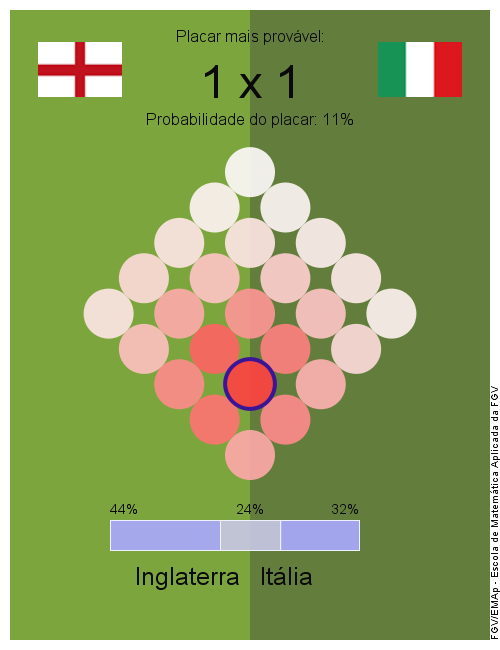 Placar mais provável:
1 x 1
Probabilidade do placar: 11%
44%
24%
32%
Inglaterra
Itália
FGV/EMAp - Escola de Matemática Aplicada da FGV